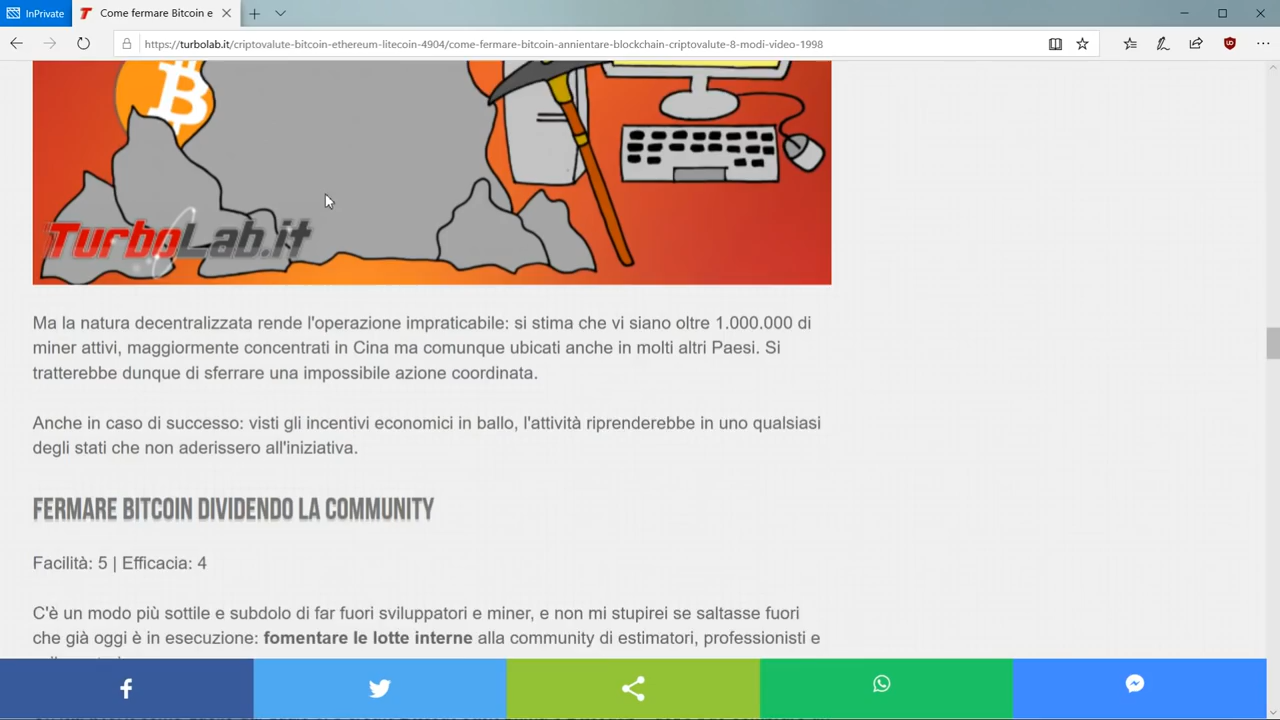 InPrivate
Come fermare Bitcoin e
https://turbolab.it/criptovalute-bitcoin-ethereum-litecoin-4904/come-fermare-bitcoin-annientare-blockchain-criptovalute-8-modi-video-1998
TurboLab.it
Ma la natura decentralizzata rende l'operazione impraticabile: si stima che vi siano oltre 1.000.000 di
miner attivi, maggiormente concentrati in Cina ma comunque ubicati anche in molti altri Paesi. Si
tratterebbe dunque di sferrare una impossibile azione coordinata.
Anche in caso di successo: visti gli incentivi economici in ballo, l'attività riprenderebbe in uno qualsiasi
degli stati che non aderissero all'iniziativa.
FERMARE BITCOIN DIVIDENDO LA COMMUNITY
Facilità: 5 | Efficacia: 4
C'è un modo più sottile e subdolo di far fuori sviluppatori e miner, e non mi stupirei se saltasse fuori
che già oggi è in esecuzione: fomentare le lotte interne alla community di estimatori, professionisti e